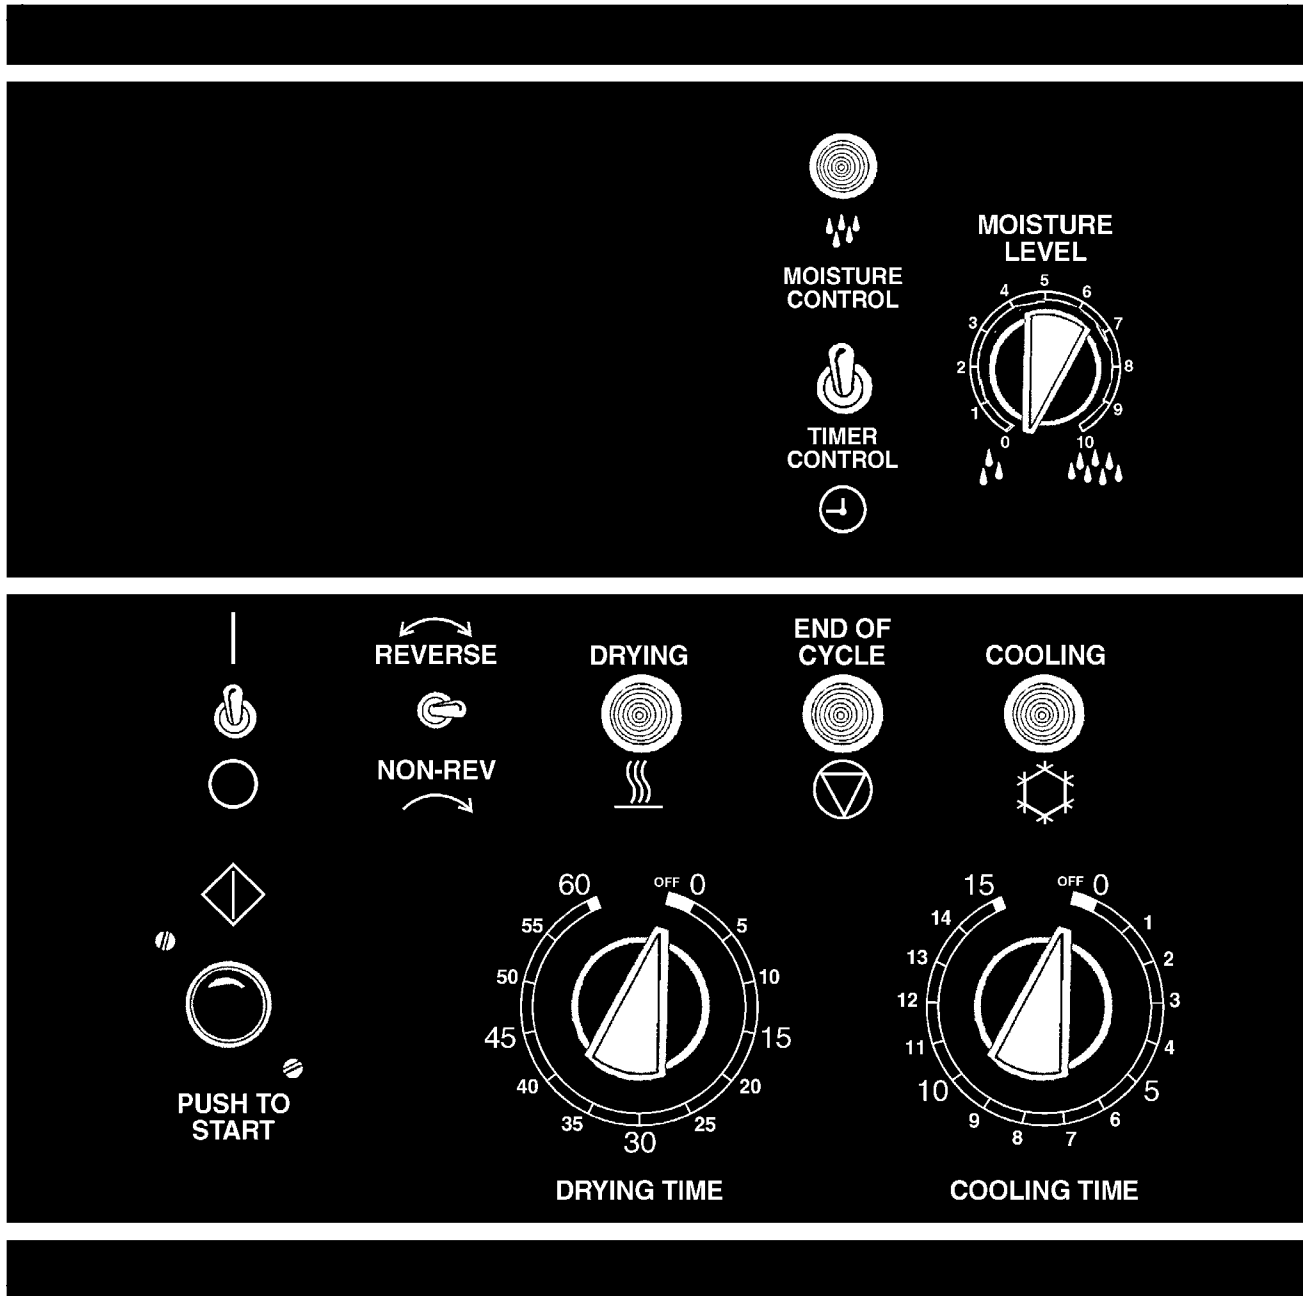 MOISTURE
CONTROL
TIMER
CONTROL
MOISTURE
LEVEL
0
1
2
3
4
5
6
7
8
9
10
REVERSE
NON-REV
DRYING
END OF
CYCLE
COOLING
PUSH TO
START
OFF 0
5
10
15
20
25
30
35
40
45
50
55
60
DRYING TIME
OFF 0
1
2
3
4
5
6
7
8
9
10
11
12
13
14
15
COOLING TIME